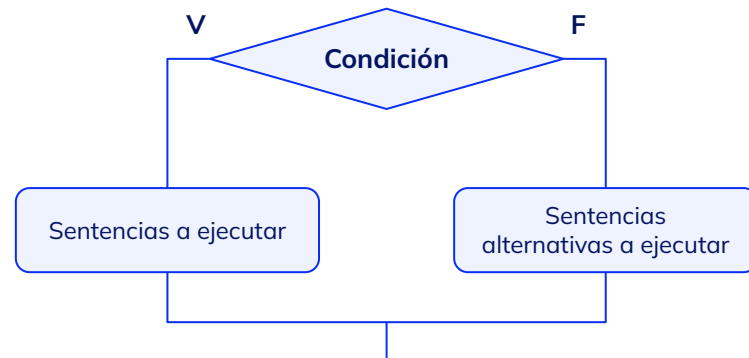 V
F
Condición
Sentencias a ejecutar
Sentencias
alternativas a ejecutar